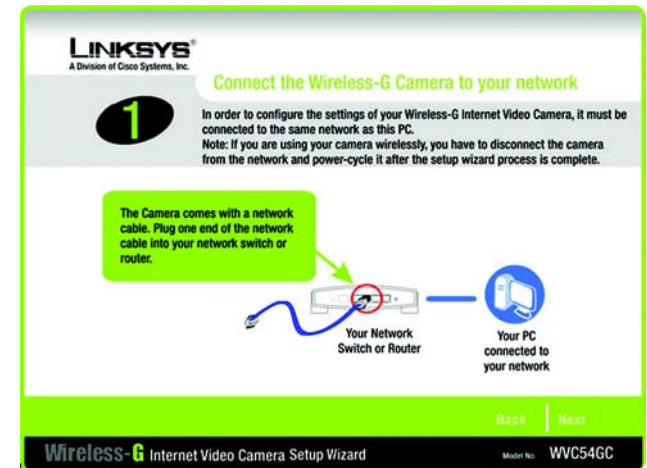 LINKSYS®
A Division of Cisco Systems, Inc.
Connect the Wireless-G Camera to your network
1
In order to configure the settings of your Wireless-G Internet Video Camera, it must be
connected to the same network as this PC.
Note: If you are using your camera wirelessly, you have to disconnect the camera
from the network and power-cycle it after the setup wizard process is complete.
The Camera comes with a network
cable. Plug one end of the network
cable into your network switch or
router.
Your Network
Switch or Router
Your PC
connected to
your network
Back
Next
Wireless-G Internet Video Camera Setup Wizard
Model No. WVC54GC